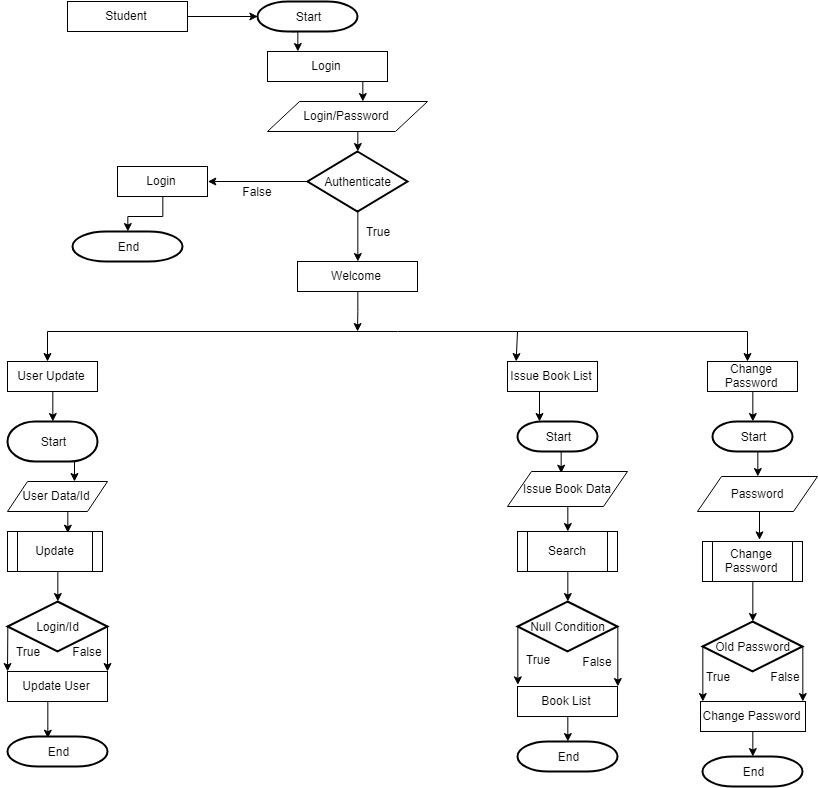 Student
Start
Login
Login/Password
Authenticate
Login
False
True
End
Welcome
User Update
Issue Book List
Change
Password
Start
Start
Start
User Data/Id
Issue Book Data
Password
Update
Search
Change
Password
Login/Id
Null Condition
Old Password
True
False
True
False
True
False
Update User
Book List
Change Password
End
End
End